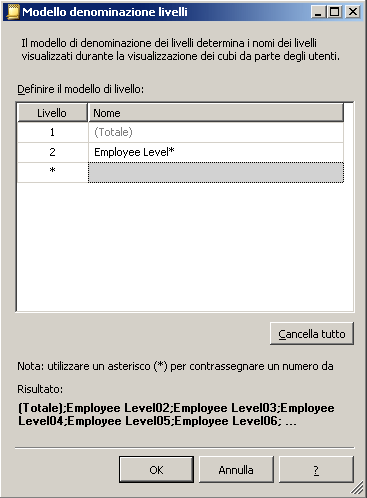 Modello denominazione livelli
Il modello di denominazione dei livelli determina i nomi dei livelli
visualizzati durante la visualizzazione dei cubi da parte degli utenti.
Definire il modello di livello:
Livello Nome
1 (Totale)
2 Employee Level*
*
Cancella tutto
Nota: utilizzare un asterisco (*) per contrassegnare un numero da
Risultato:
(Totale);Employee Level02;Employee Level03;Employee
Level04;Employee Level05;Employee Level06; ...
OK Annulla ?